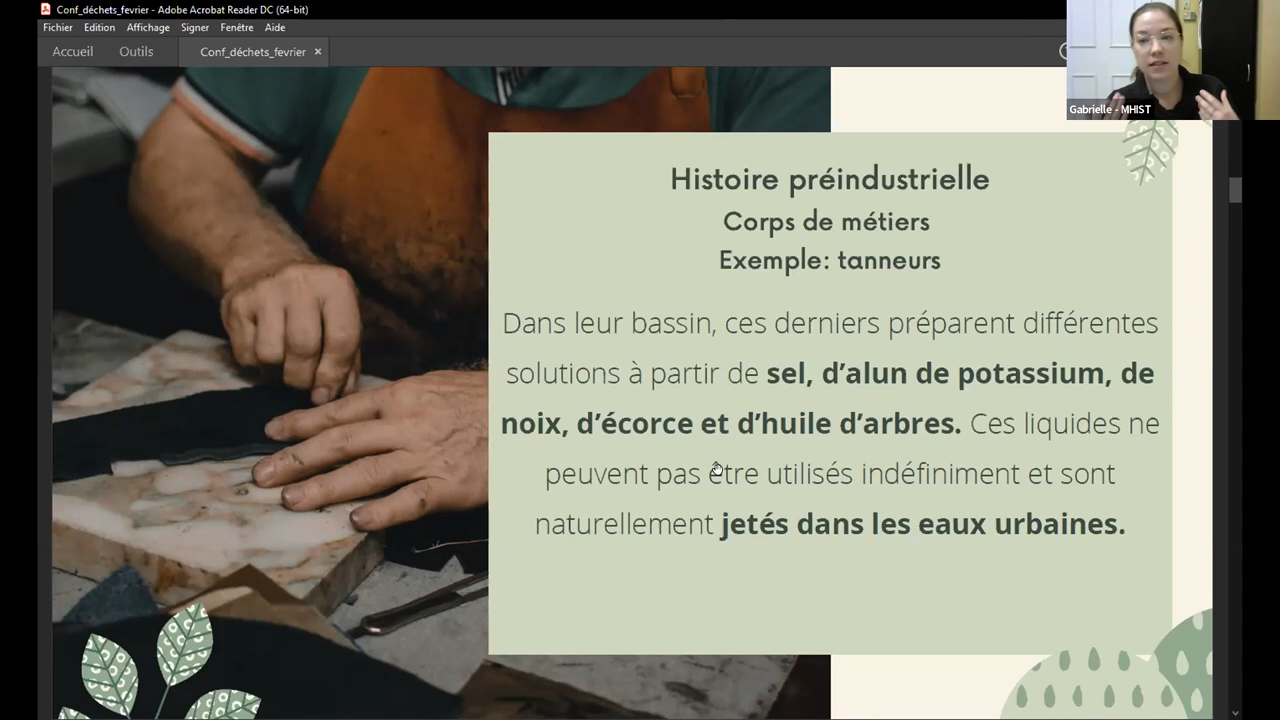 Conf_déchets_fevrier - Adobe Acrobat Reader DC (64-bit)
Fichier Edition Affichage Signer Fenêtre Aide
Accueil Outils Conf_déchets_fevrier ×
Gabrielle - MHIST
Histoire préindustrielle
Corps de métiers
Exemple: tanneurs
Dans leur bassin, ces derniers préparent différentes
solutions à partir de sel, d’alun de potassium, de
noix, d’écorce et d’huile d’arbres. Ces liquides ne
peuvent pas être utilisés indéfiniment et sont
naturellement jetés dans les eaux urbaines.